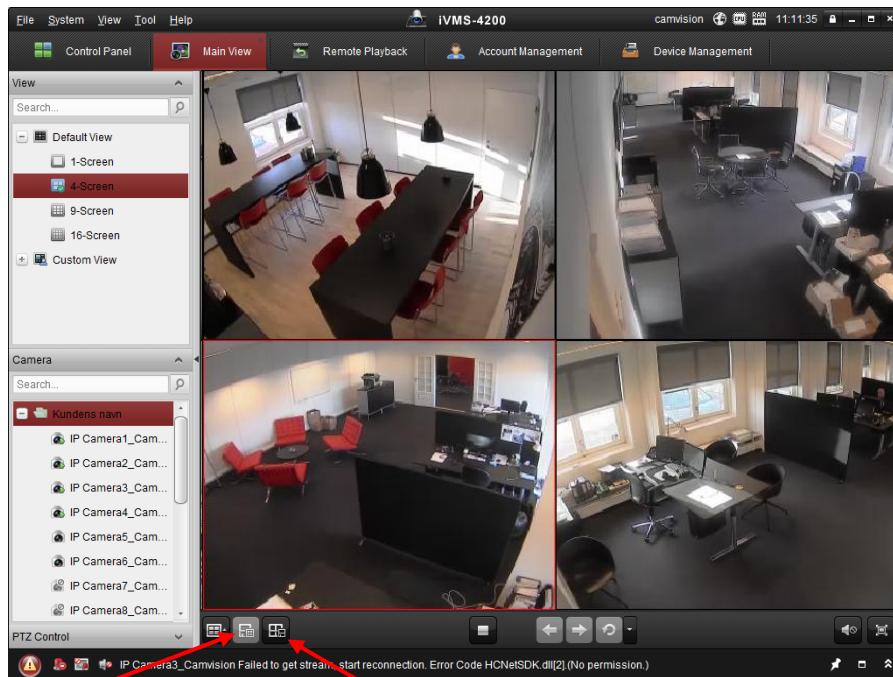 File System View Tool Help iVMS-4200 camvision CPU RAM 11:11:35
Control Panel Main View Remote Playback Account Management Device Management
View
Search...
Default View
1-Screen
4-Screen
9-Screen
16-Screen
Custom View
Camera
Search...
Kundens navn
IP Camera1_Cam...
IP Camera2_Cam...
IP Camera3_Cam...
IP Camera4_Cam...
IP Camera5_Cam...
IP Camera6_Cam...
IP Camera7_Cam...
IP Camera8_Cam...
PTZ Control
IP Camera3_Camvision Failed to get stream, start reconnection. Error Code HCNetSDK.dll[2].(No permission.)